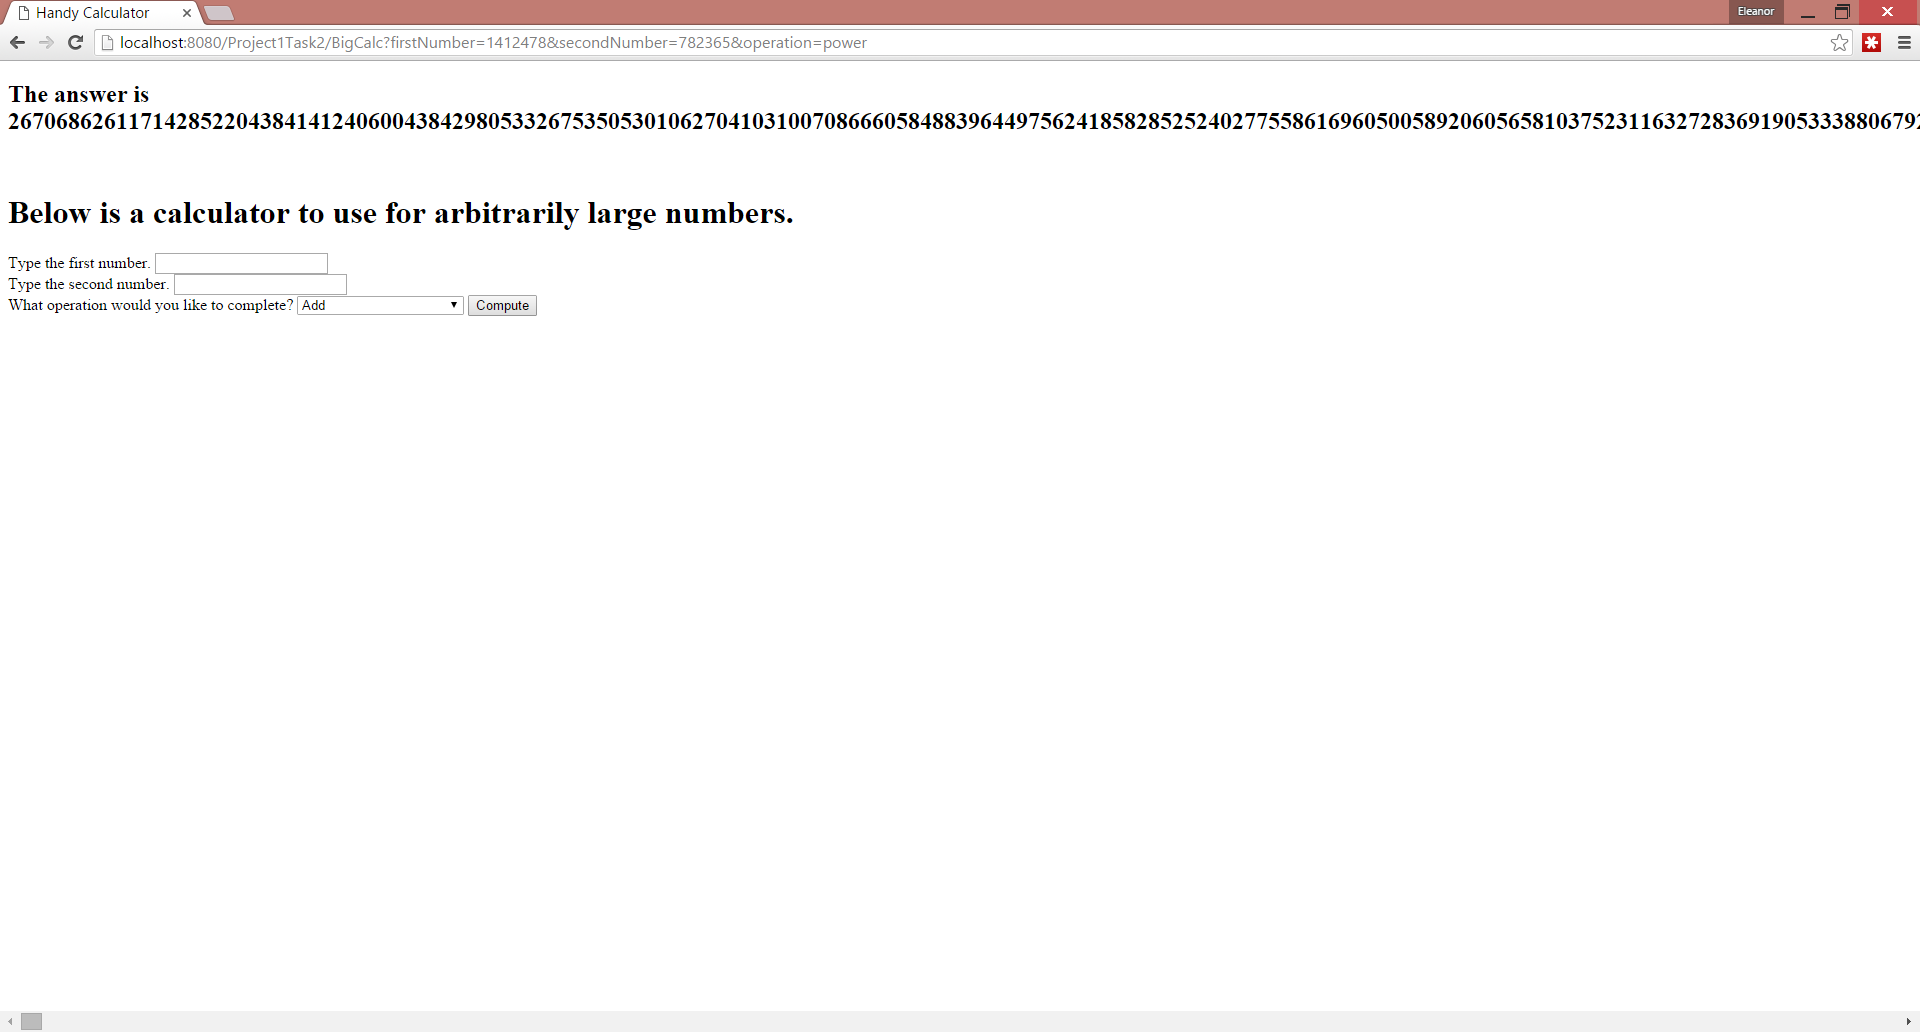 Handy Calculator
Eleanor
localhost:8080/Project1Task2/BigCalc?firstNumber=1412478&secondNumber=782365&operation=power
The answer is
267068626117142852204384141240600438429805332675350530106270410310070866605848839644975624185828525240277558616960500589206056581037523116327283691905333880679
Below is a calculator to use for arbitrarily large numbers.
Type the first number.
Type the second number.
What operation would you like to complete? Add Compute